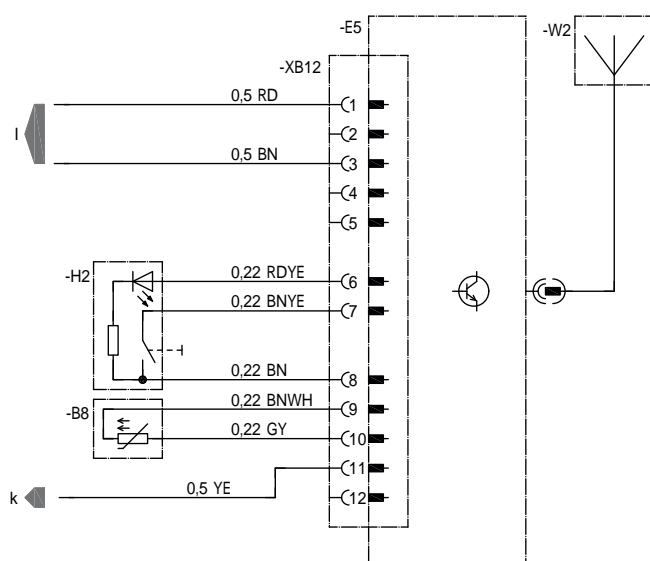 -E5
-W2
-XB12
0,5 RD
1
l
2
0,5 BN
3
4
5
-H2
0,22 RDYE
6
0,22 BNYE
7
0,22 BN
8
0,22 BNWH
9
-B8
0,22 GY
10
11
k
0,5 YE
12